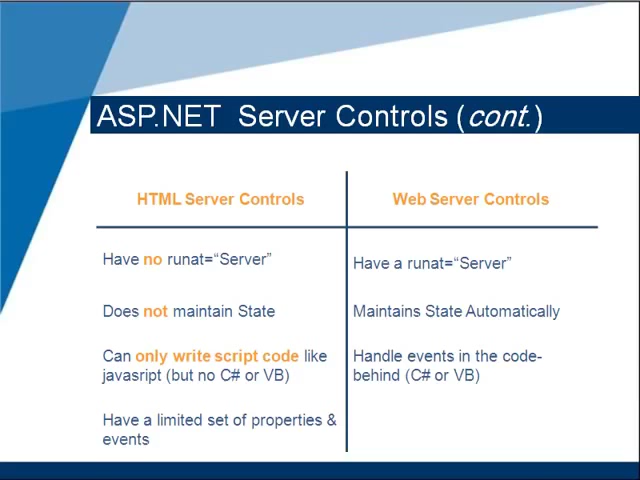 ASP.NET Server Controls (cont.)
HTML Server Controls
Web Server Controls
Have no runat=“Server”
Have a runat=“Server”
Does not maintain State
Maintains State Automatically
Can only write script code like
javasript (but no C# or VB)
Handle events in the code-
behind (C# or VB)
Have a limited set of properties &
events